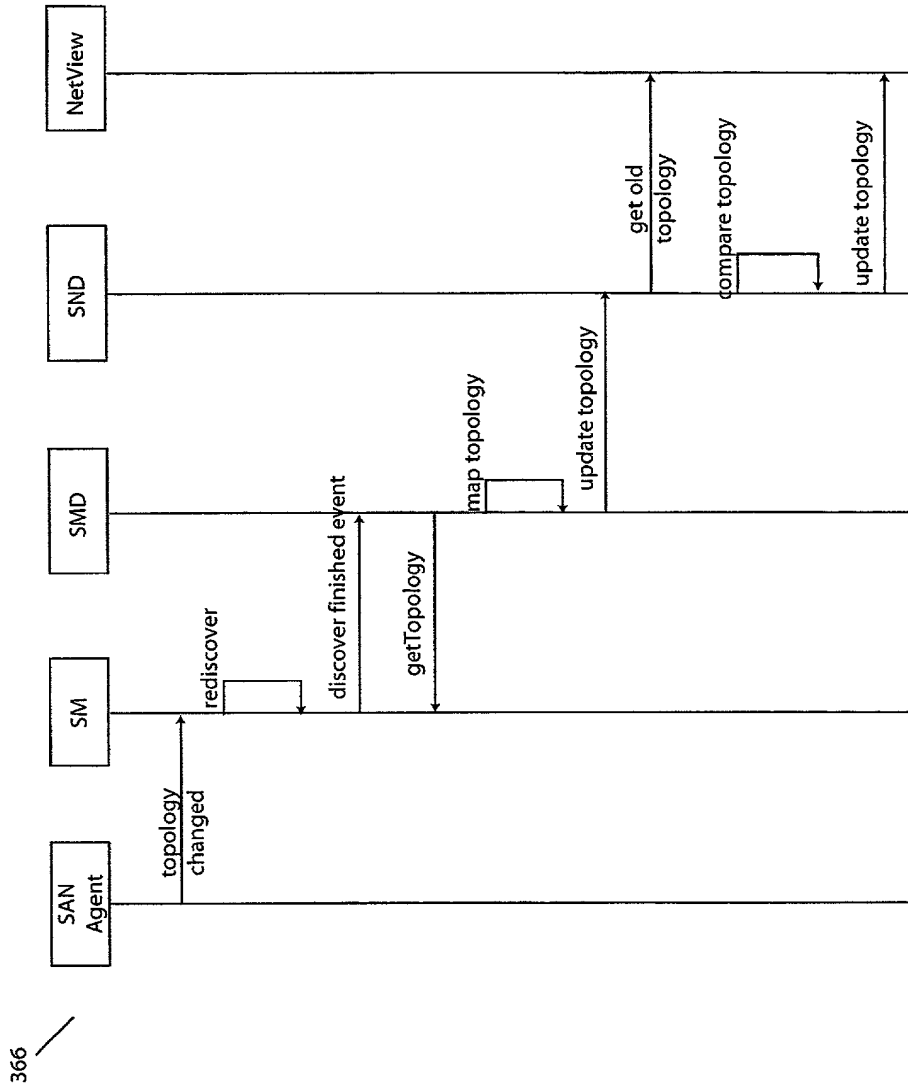 366
SAN
Agent
SM
SMD
SND
NetView
topology
changed
rediscover
discover finished event
getTopology
map topology
update topology
get old
topology
compare topology
update topology